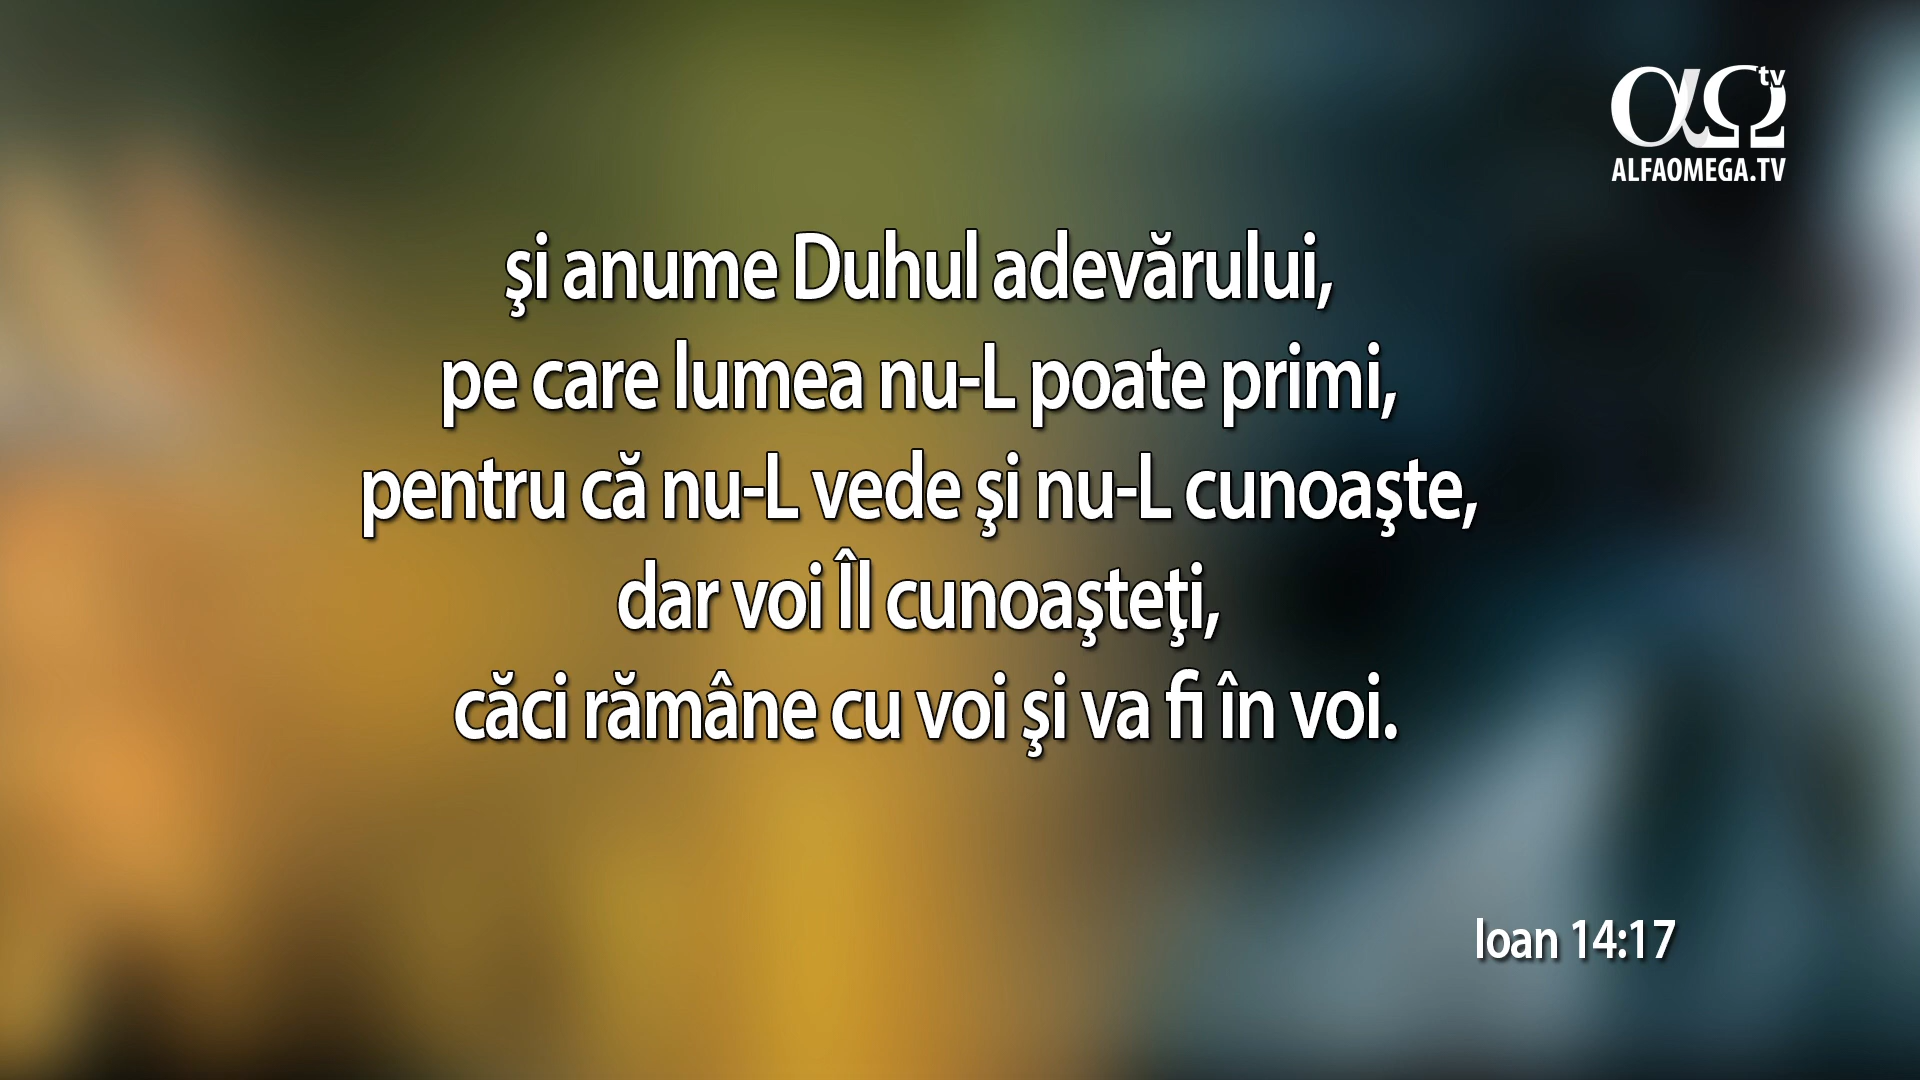 αΩ tv
ALFAOMEGA.TV
şi anume Duhul adevărului,
pe care lumea nu-L poate primi,
pentru că nu-L vede şi nu-L cunoaşte,
dar voi Îl cunoaşteţi,
căci rămâne cu voi şi va fi în voi.
Ioan 14:17